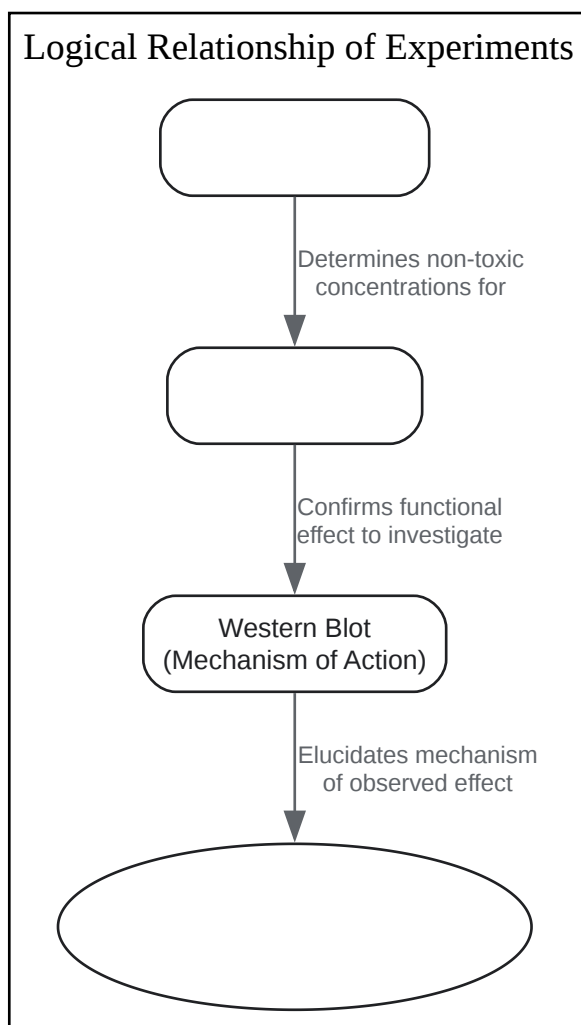 Logical Relationship of Experiments
Determines non-toxic
concentrations for
Confirms functional
effect to investigate
Western Blot
(Mechanism of Action)
Elucidates mechanism
of observed effect